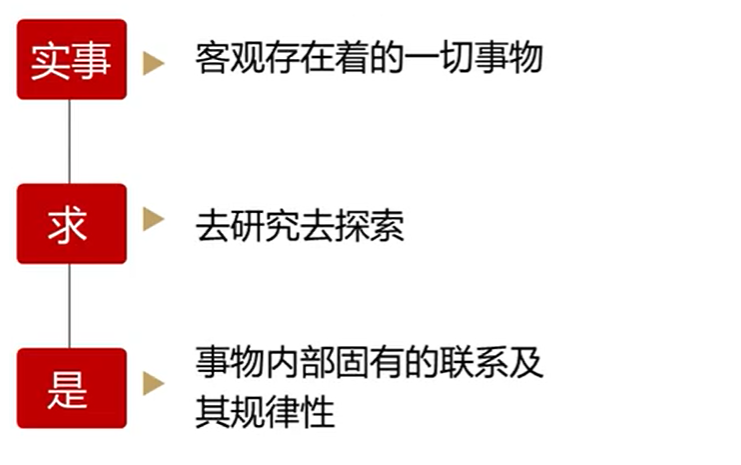 实事
客观存在着的一切事物
求
去研究去探索
是
事物内部固有的联系及
其规律性